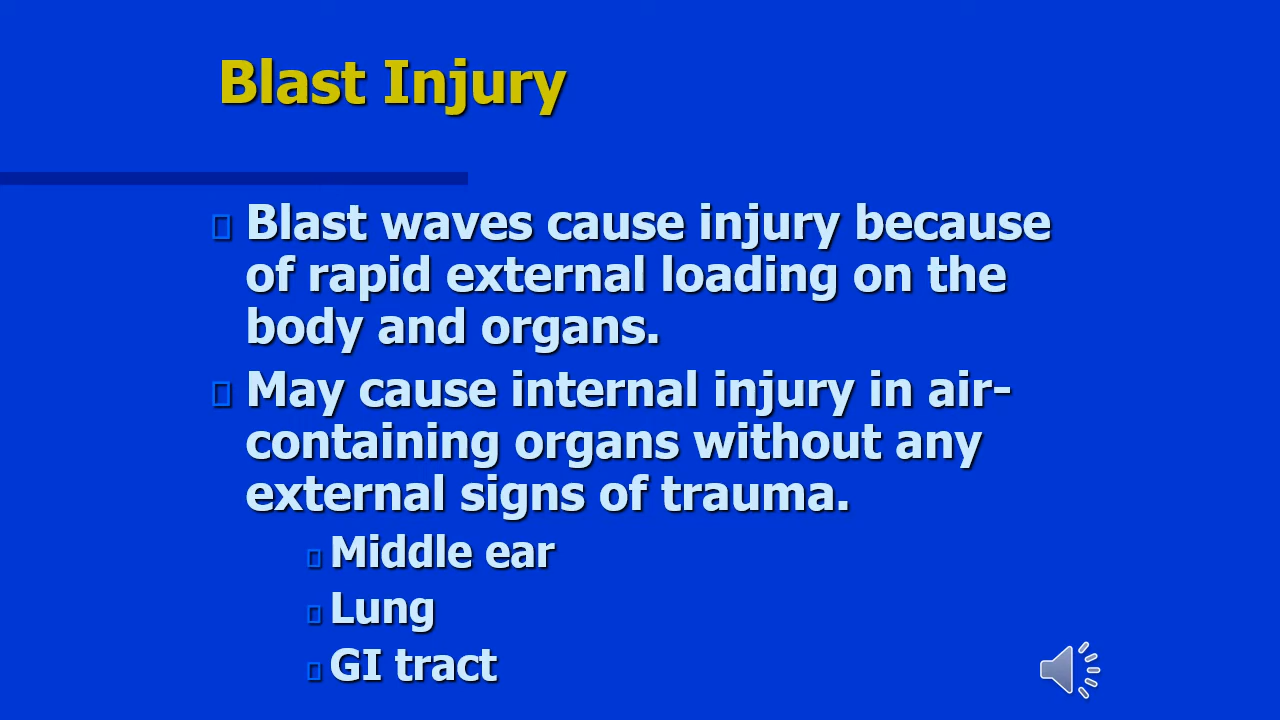 Blast Injury
Blast waves cause injury because
of rapid external loading on the
body and organs.
May cause internal injury in air-
containing organs without any
external signs of trauma.
Middle ear
Lung
GI tract